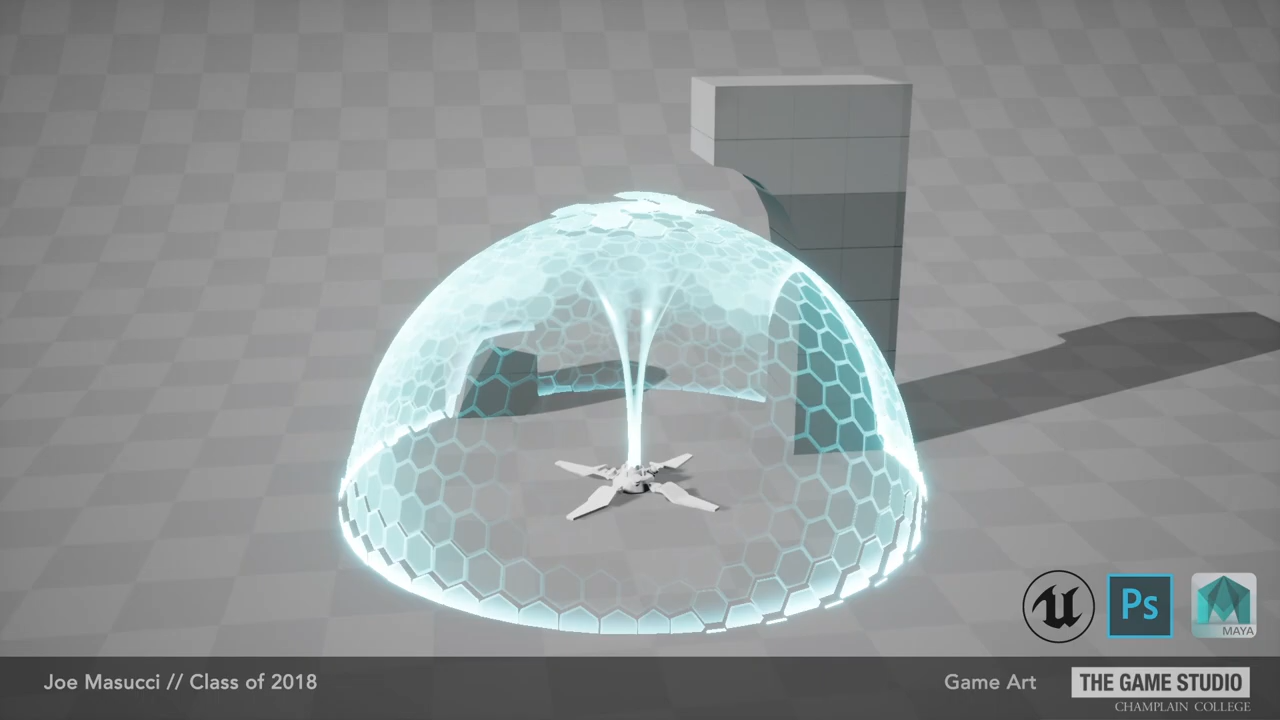 Ps
MAYA
Joe Masucci // Class of 2018
Game Art
THE GAME STUDIO
CHAMPLAIN COLLEGE